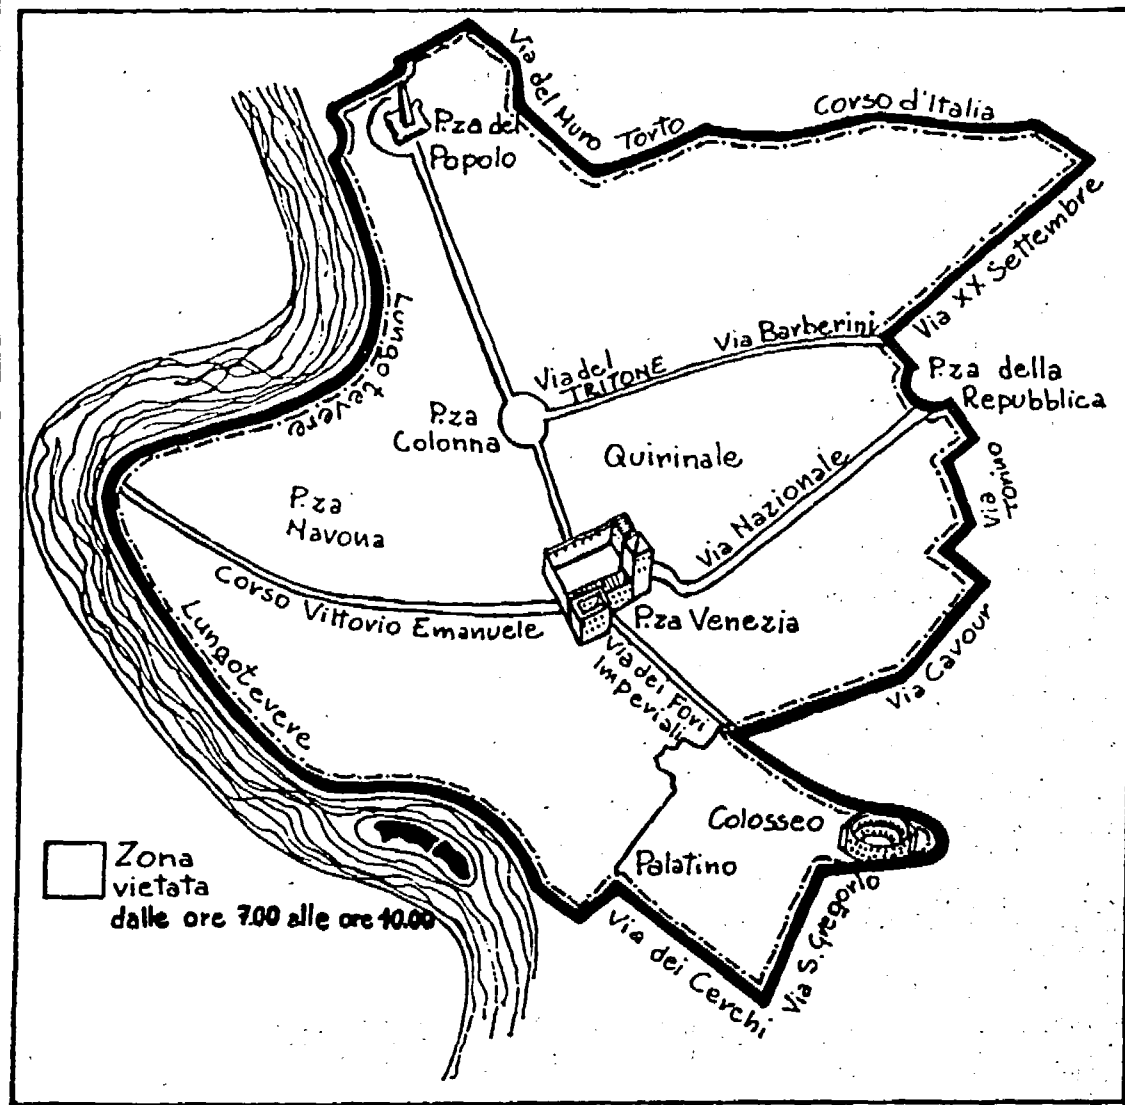 Via del Muro Torto
Corso d'Italia
P.za del
Popolo
Via XX Settembre
Lungotevere
Via Barberini
Via del
TRITONE
P.za della
Repubblica
P.za
Colonna
Quirinale
Via Nazionale
P.za
Navona
Corso Vittorio Emanuele
P.za Venezia
Lungotevere
Via dei Fori
Imperiali
Via Cavour
Colosseo
Palatino
Via S. Gregorio
Via dei Cerchi
Zona
vietata
dalle ore 7.00 alle ore 10.00